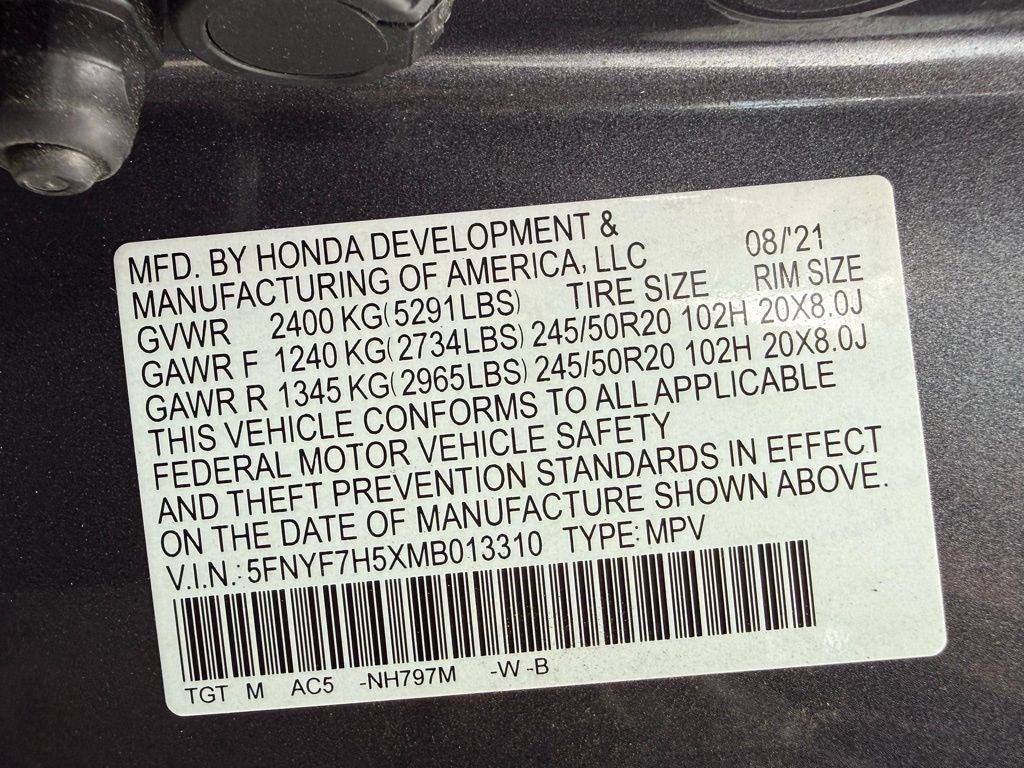 MFD. BY HONDA DEVELOPMENT &
MANUFACTURING OF AMERICA, LLC 08/'21
GVWR 2400 KG(5291LBS) TIRE SIZE RIM SIZE
GAWR F 1240 KG(2734LBS) 245/50R20 102H 20X8.0J
GAWR R 1345 KG(2965LBS) 245/50R20 102H 20X8.0J
THIS VEHICLE CONFORMS TO ALL APPLICABLE
FEDERAL MOTOR VEHICLE SAFETY
AND THEFT PREVENTION STANDARDS IN EFFECT
ON THE DATE OF MANUFACTURE SHOWN ABOVE.
V.I.N.: 5FNYF7H5XMB013310 TYPE: MPV
TGT M AC5 -NH797M -W -B